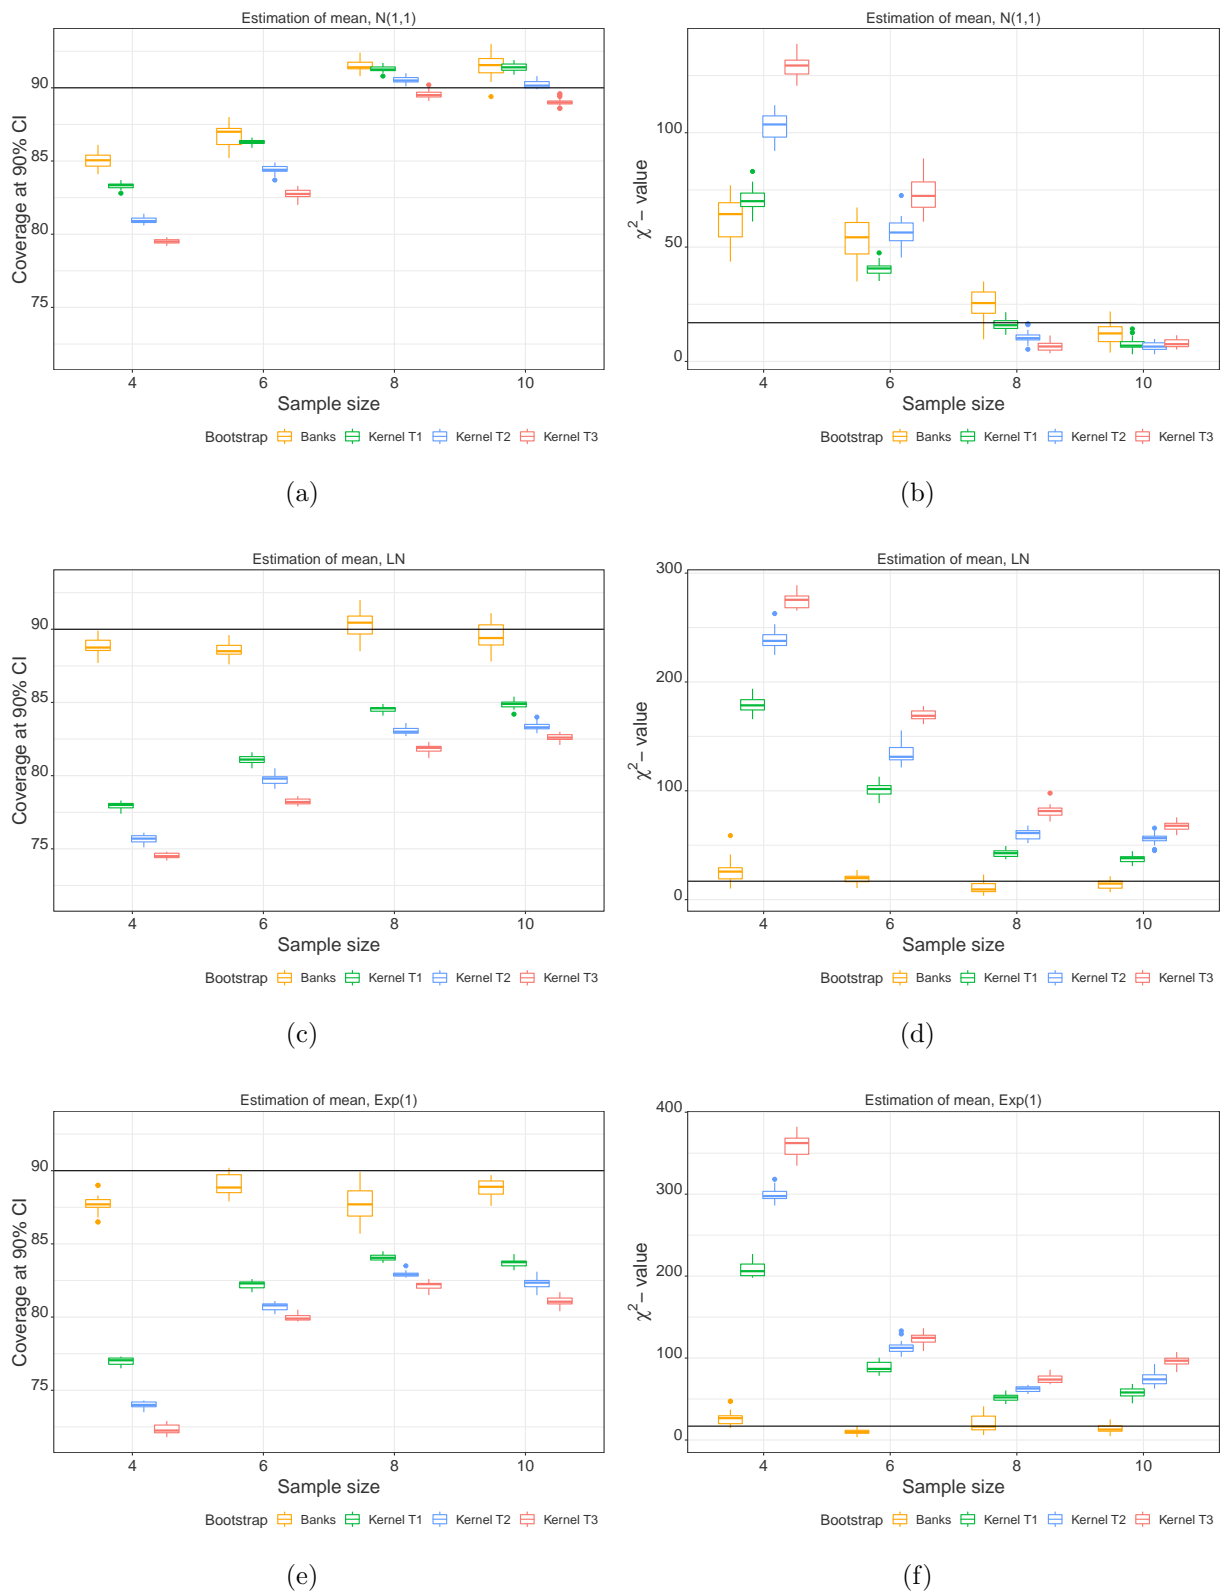 Estimation of mean, N(1,1)
Coverage at 90% CI
90
85
80
75
4 6 8 10
Sample size
Bootstrap Banks Kernel T1 Kernel T2 Kernel T3
(a)
Estimation of mean, N(1,1)
χ²− value
100
50
0
4 6 8 10
Sample size
Bootstrap Banks Kernel T1 Kernel T2 Kernel T3
(b)
Estimation of mean, LN
Coverage at 90% CI
90
85
80
75
4 6 8 10
Sample size
Bootstrap Banks Kernel T1 Kernel T2 Kernel T3
(c)
Estimation of mean, LN
χ²− value
300
200
100
0
4 6 8 10
Sample size
Bootstrap Banks Kernel T1 Kernel T2 Kernel T3
(d)
Estimation of mean, Exp(1)
Coverage at 90% CI
90
85
80
75
4 6 8 10
Sample size
Bootstrap Banks Kernel T1 Kernel T2 Kernel T3
(e)
Estimation of mean, Exp(1)
χ²− value
400
300
200
100
0
4 6 8 10
Sample size
Bootstrap Banks Kernel T1 Kernel T2 Kernel T3
(f)